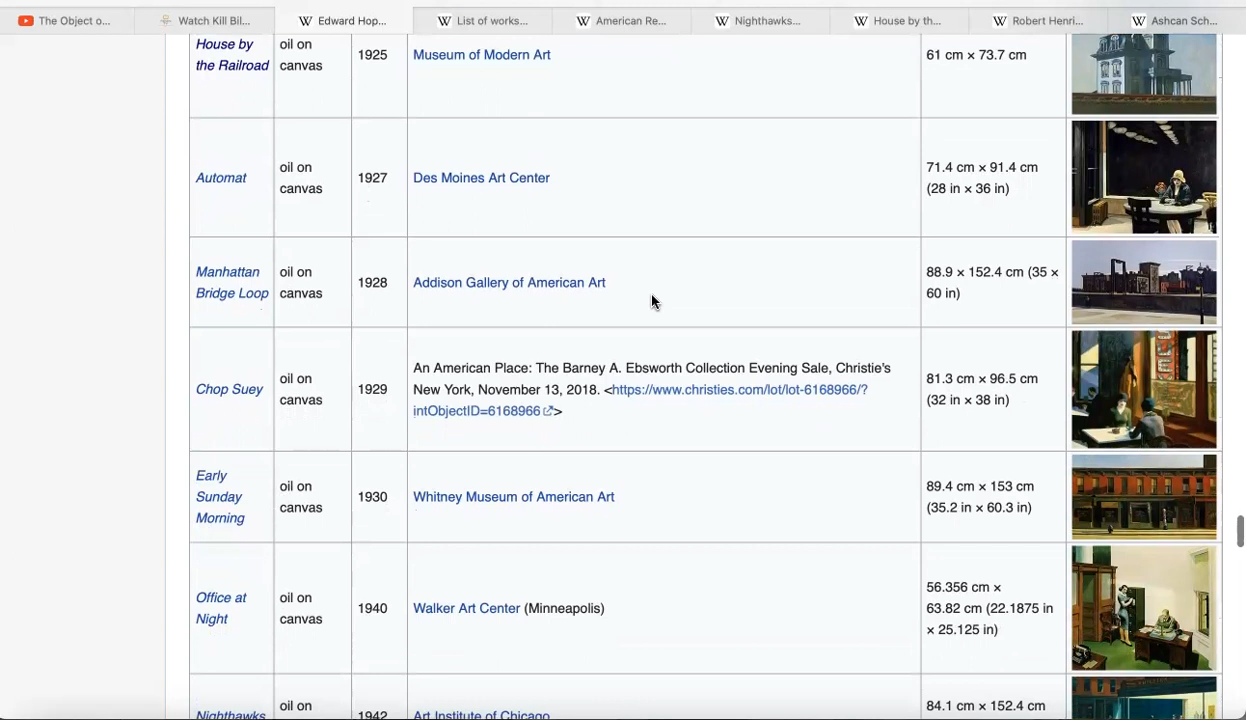 The Object o...
Watch Kill Bil...
Edward Hop...
List of works...
American Re...
Nighthawks...
House by th...
Robert Henri...
Ashcan Sch...
House by
the Railroad
oil on
canvas
1925
Museum of Modern Art
61 cm × 73.7 cm
Automat
oil on
canvas
1927
Des Moines Art Center
71.4 cm × 91.4 cm
(28 in × 36 in)
Manhattan
Bridge Loop
oil on
canvas
1928
Addison Gallery of American Art
88.9 × 152.4 cm (35 ×
60 in)
Chop Suey
oil on
canvas
1929
An American Place: The Barney A. Ebsworth Collection Evening Sale, Christie's
New York, November 13, 2018. <https://www.christies.com/lot/lot-6168966/?
intObjectID=6168966>
81.3 cm × 96.5 cm
(32 in × 38 in)
Early
Sunday
Morning
oil on
canvas
1930
Whitney Museum of American Art
89.4 cm × 153 cm
(35.2 in × 60.3 in)
Office at
Night
oil on
canvas
1940
Walker Art Center (Minneapolis)
56.356 cm ×
63.82 cm (22.1875 in
× 25.125 in)
Nighthawks
oil on
1942
Art Institute of Chicago
84.1 cm × 152.4 cm